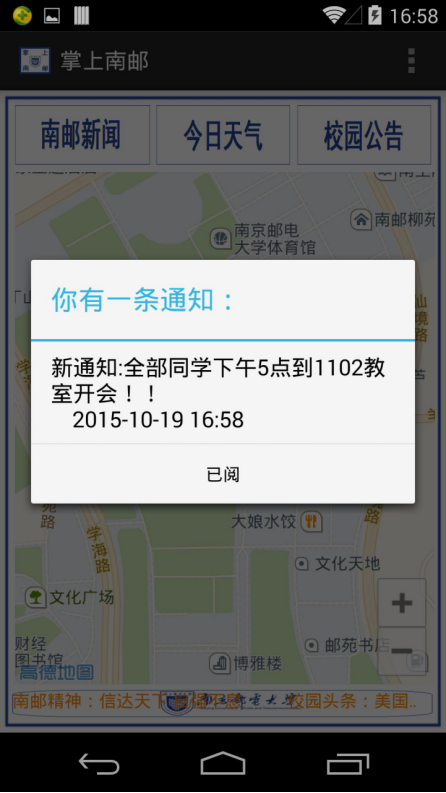 16:58
掌上南邮
南邮新闻 今日天气 校园公告
南京邮电
大学体育馆
南邮柳苑
你有一条通知：
新通知:全部同学下午5点到1102教
室开会！！
2015-10-19 16:58
已阅
苑路
学海路
大娘水饺
路
文化天地
文化广场
财经
图书馆
邮苑书店
博雅楼
高德地图
南邮精神：信达天下 校园头条：美国..